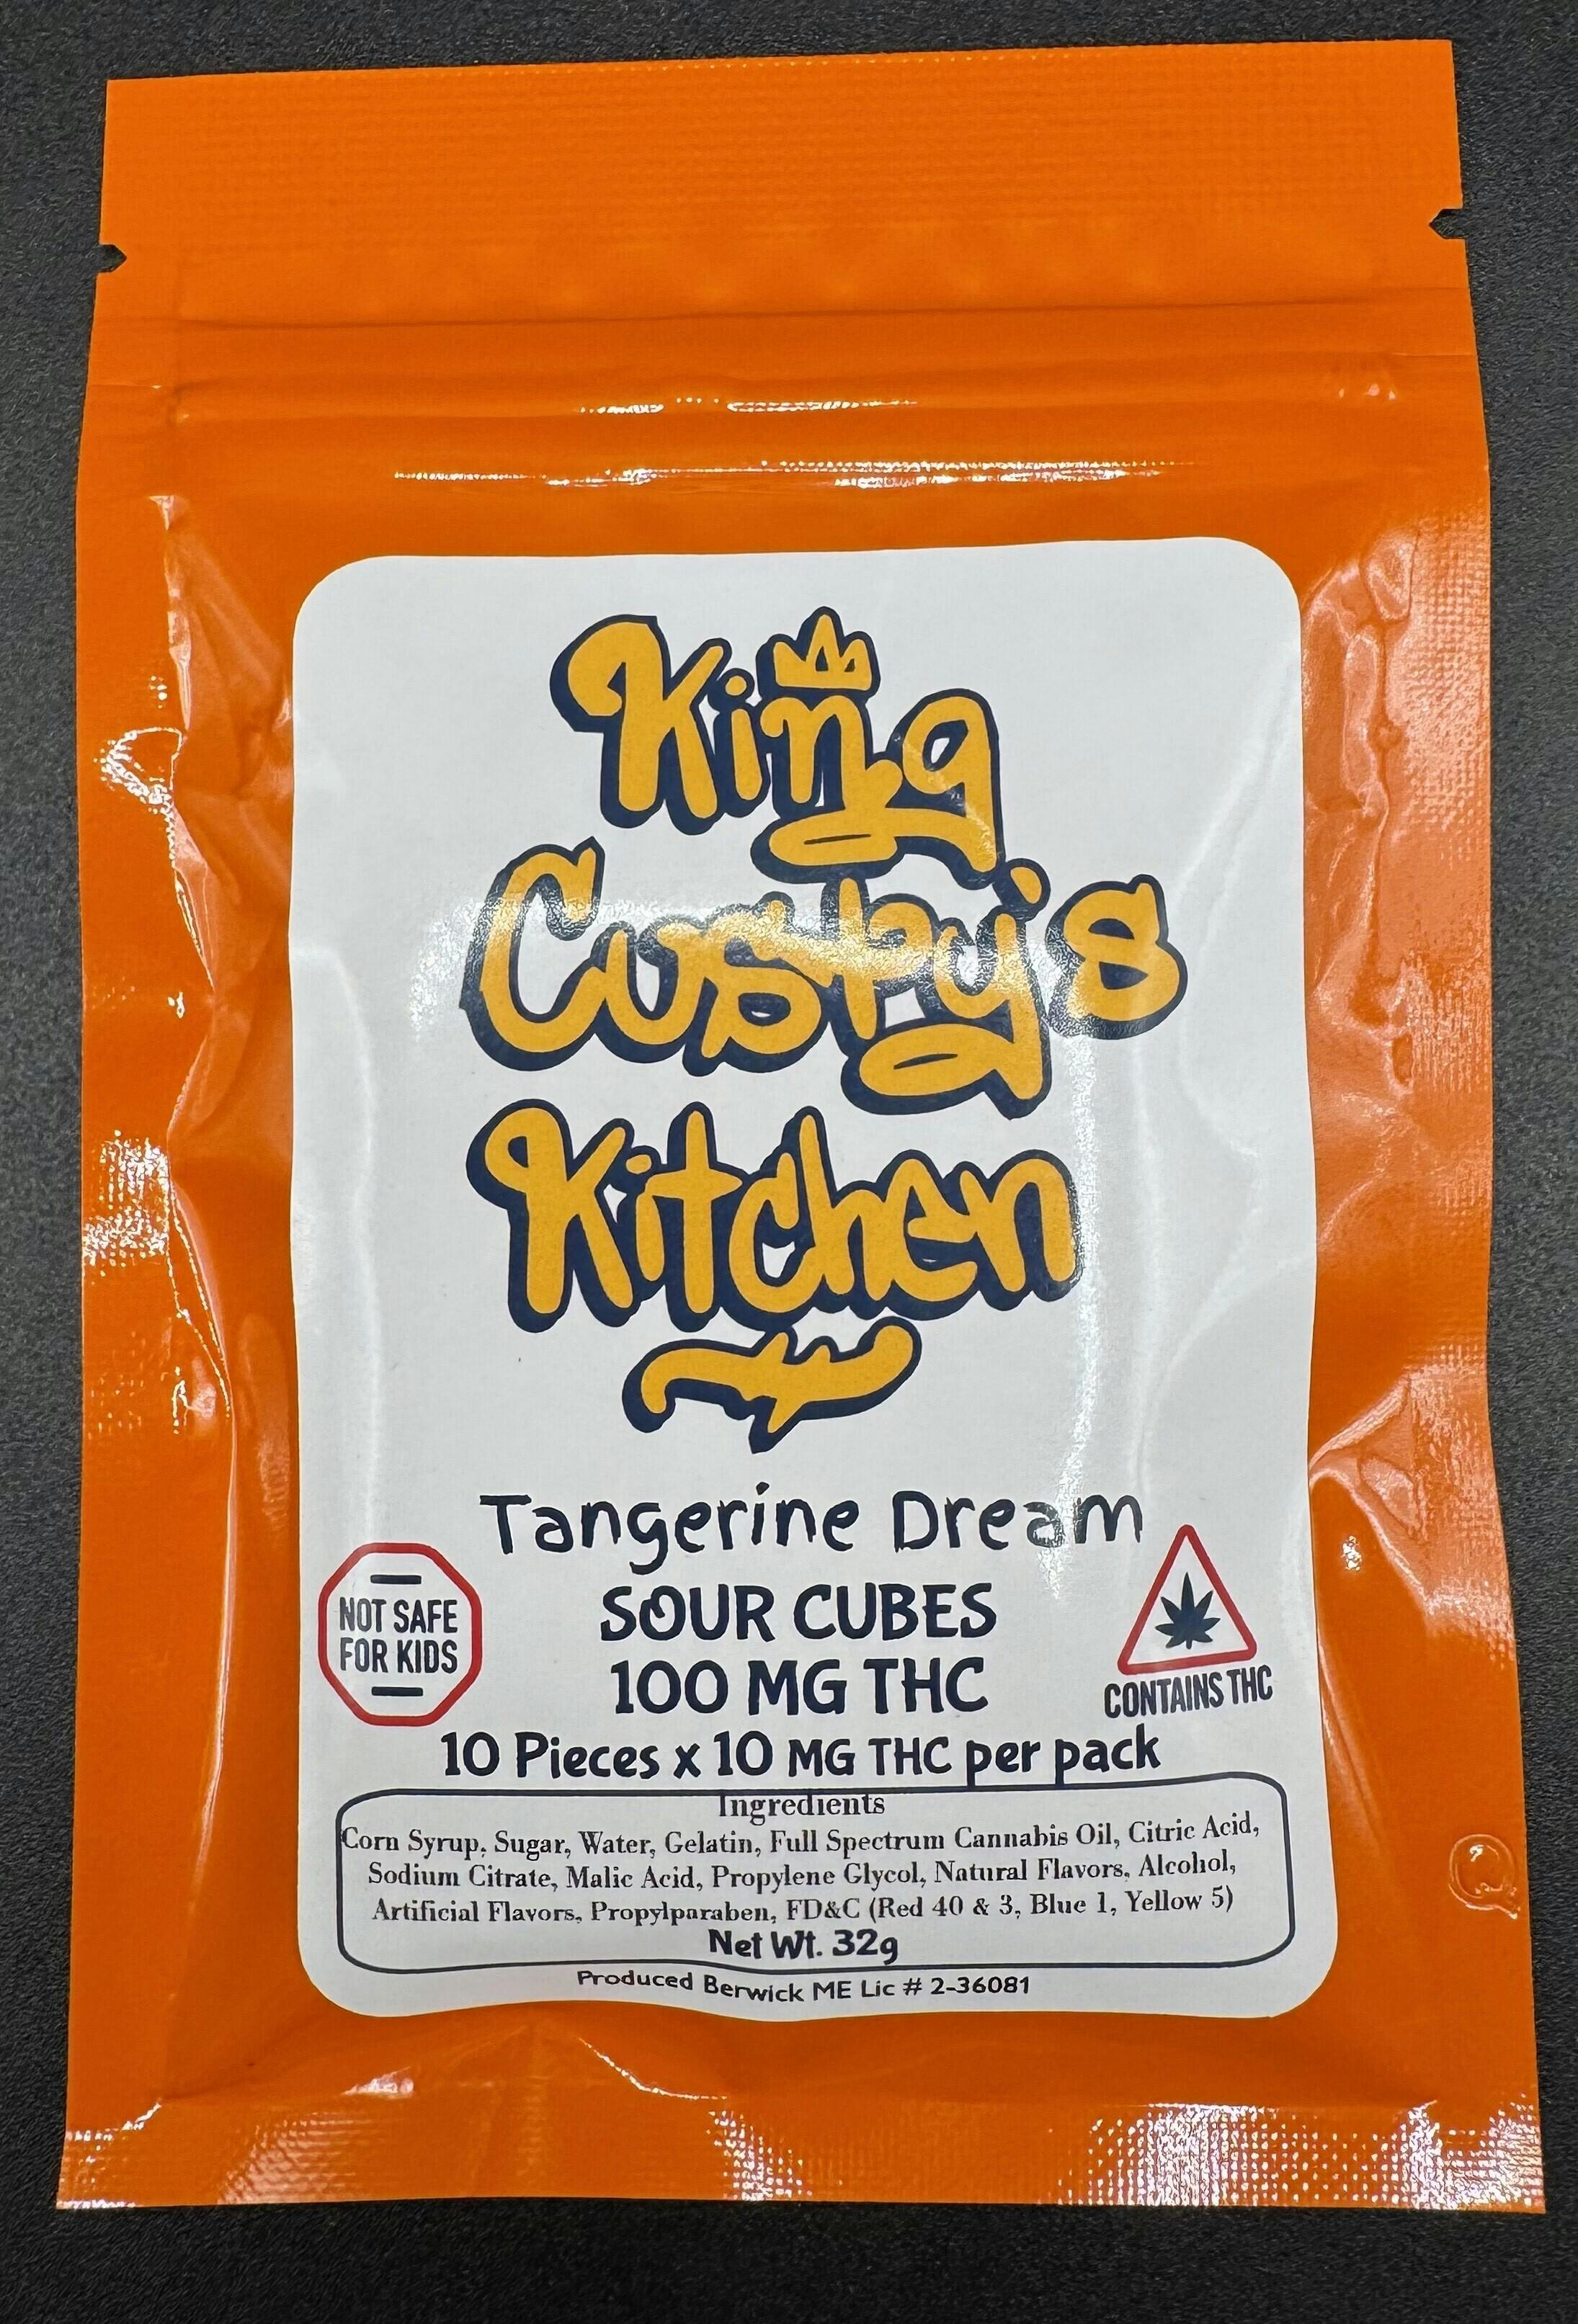 King
Cuspy's
Kitchen
Tangerine Dream
SOUR CUBES
100 MG THC
10 Pieces x 10 MG THC per pack
NOT SAFE
FOR KIDS
CONTAINS THC
Ingredients
Corn Syrup, Sugar, Water, Gelatin, Full Spectrum Cannabis Oil, Citric Acid,
Sodium Citrate, Malic Acid, Propylene Glycol, Natural Flavors, Alcohol,
Artificial Flavors, Propylparaben, FD&C (Red 40 & 3, Blue 1, Yellow 5)
Net Wt. 32g
Produced Berwick ME Lic # 2-36081
Q